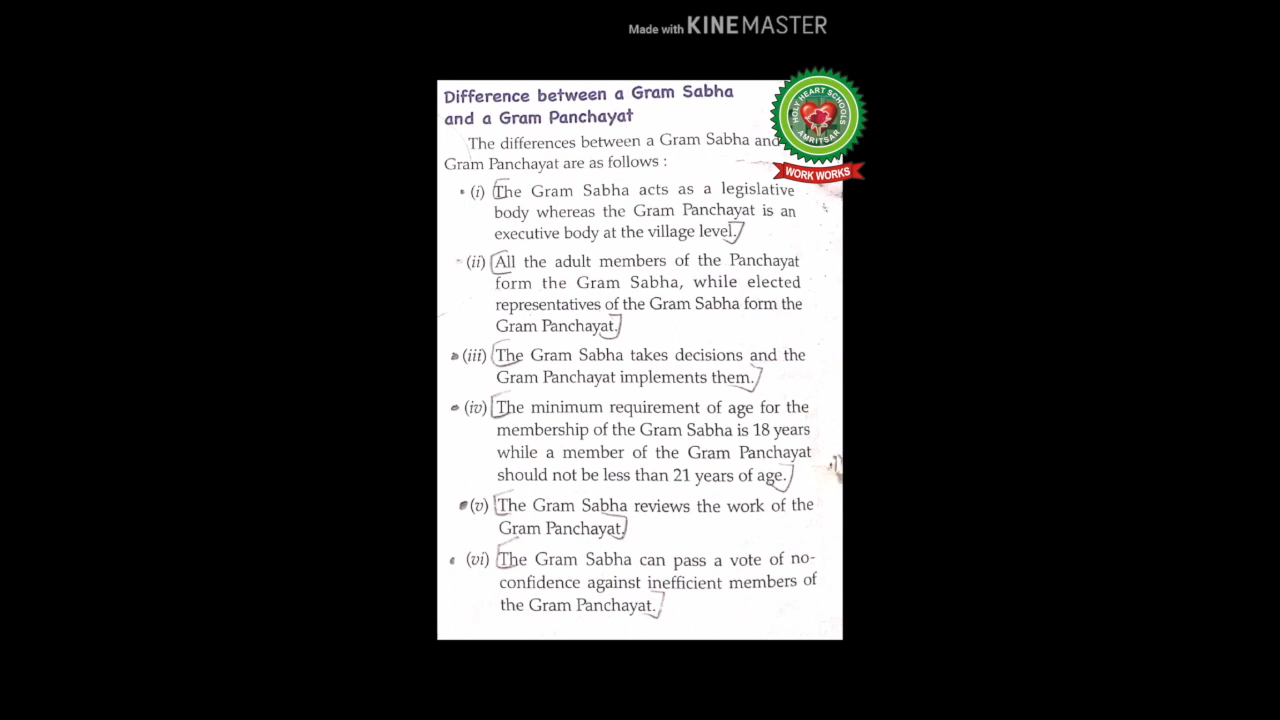 Made with KINEMASTER
Difference between a Gram Sabha
and a Gram Panchayat
HOLY HEART SCHOOLS
AMRITSAR
WORK WORKS
The differences between a Gram Sabha and
Gram Panchayat are as follows :
(i) The Gram Sabha acts as a legislative
body whereas the Gram Panchayat is an
executive body at the village level.
(ii) All the adult members of the Panchayat
form the Gram Sabha, while elected
representatives of the Gram Sabha form the
Gram Panchayat.
(iii) The Gram Sabha takes decisions and the
Gram Panchayat implements them.
(iv) The minimum requirement of age for the
membership of the Gram Sabha is 18 years
while a member of the Gram Panchayat
should not be less than 21 years of age.
(v) The Gram Sabha reviews the work of the
Gram Panchayat.
(vi) The Gram Sabha can pass a vote of no-
confidence against inefficient members of
the Gram Panchayat.